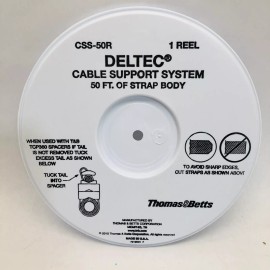 CSS-50R 1 REEL
DELTEC®
CABLE SUPPORT SYSTEM
50 FT. OF STRAP BODY
WHEN USED WITH T&B
SPACERS IF TAIL
IS NOT REMOVED TUCK
EXCESS TAIL AS SHOWN
BELOW
TUCK TAIL
INTO
SPACER
TO AVOID SHARP EDGES,
CUT STRAPS AS SHOWN ABOVE
Thomas&Betts
MANUFACTURED BY
THOMAS & BETTS CORPORATION
MEMPHIS, TN
MADE IN U.S.A.